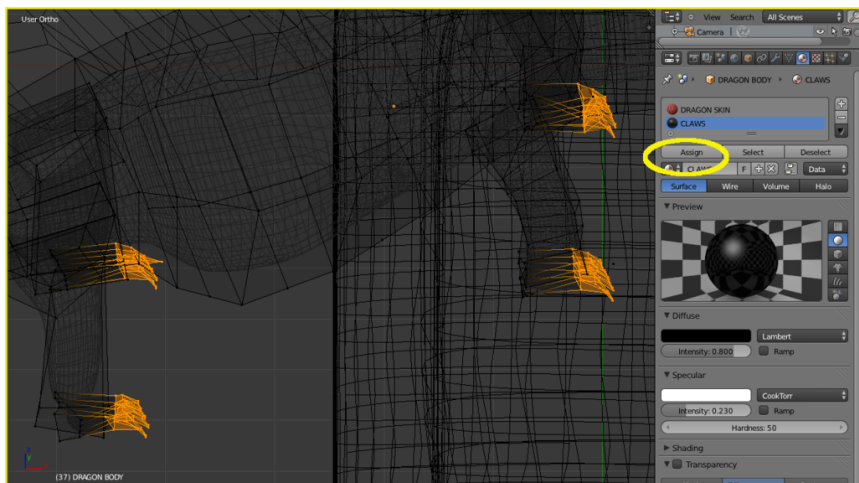 User Ortho
View Search All Scenes
Camera
DRAGON BODY CLAWS
DRAGON SKIN
CLAWS
Assign Select Deselect
CLAWS F Data
Surface Wire Volume Halo
Preview
Diffuse
Lambert
Intensity: 0.800 Ramp
Specular
CookTorr
Intensity: 0.230 Ramp
Hardness: 50
Shading
Transparency
(37) DRAGON BODY